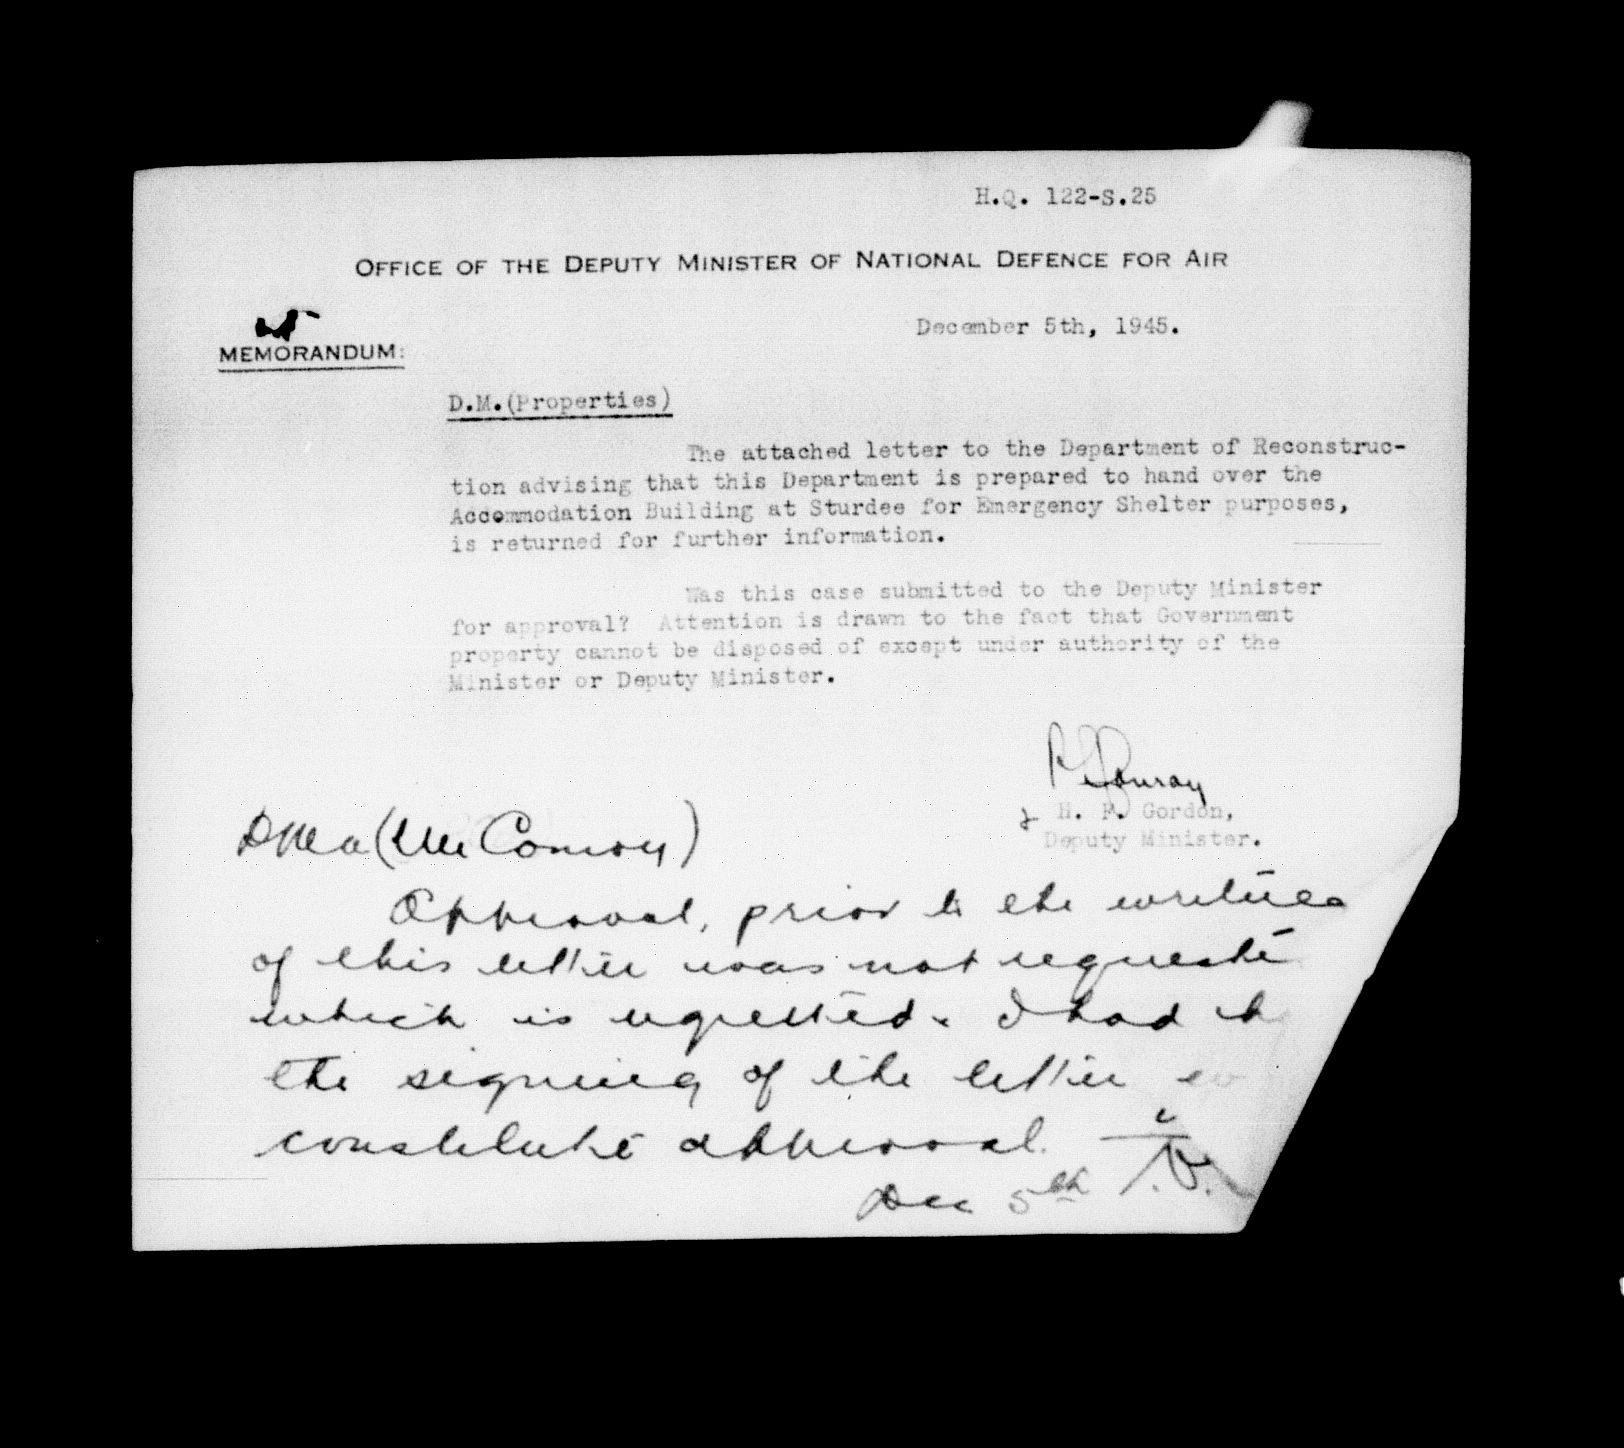 H.Q. 122-S.25
OFFICE OF THE DEPUTY MINISTER OF NATIONAL DEFENCE FOR AIR
December 5th, 1945.
MEMORANDUM:
D.M.(Properties)
The attached letter to the Department of Reconstruc-
tion advising that this Department is prepared to hand over the
Accommodation Building at Sturdee for Emergency Shelter purposes,
is returned for further information.
Was this case submitted to the Deputy Minister
for approval? Attention is drawn to the fact that Government
property cannot be disposed of except under authority of the
Minister or Deputy Minister.
H. F. Gordon,
Deputy Minister.
Approval, prior to the writing
of this letter was not requested
which is regretted. I had
the signing of the letter
constitute approval.
Dec 5th